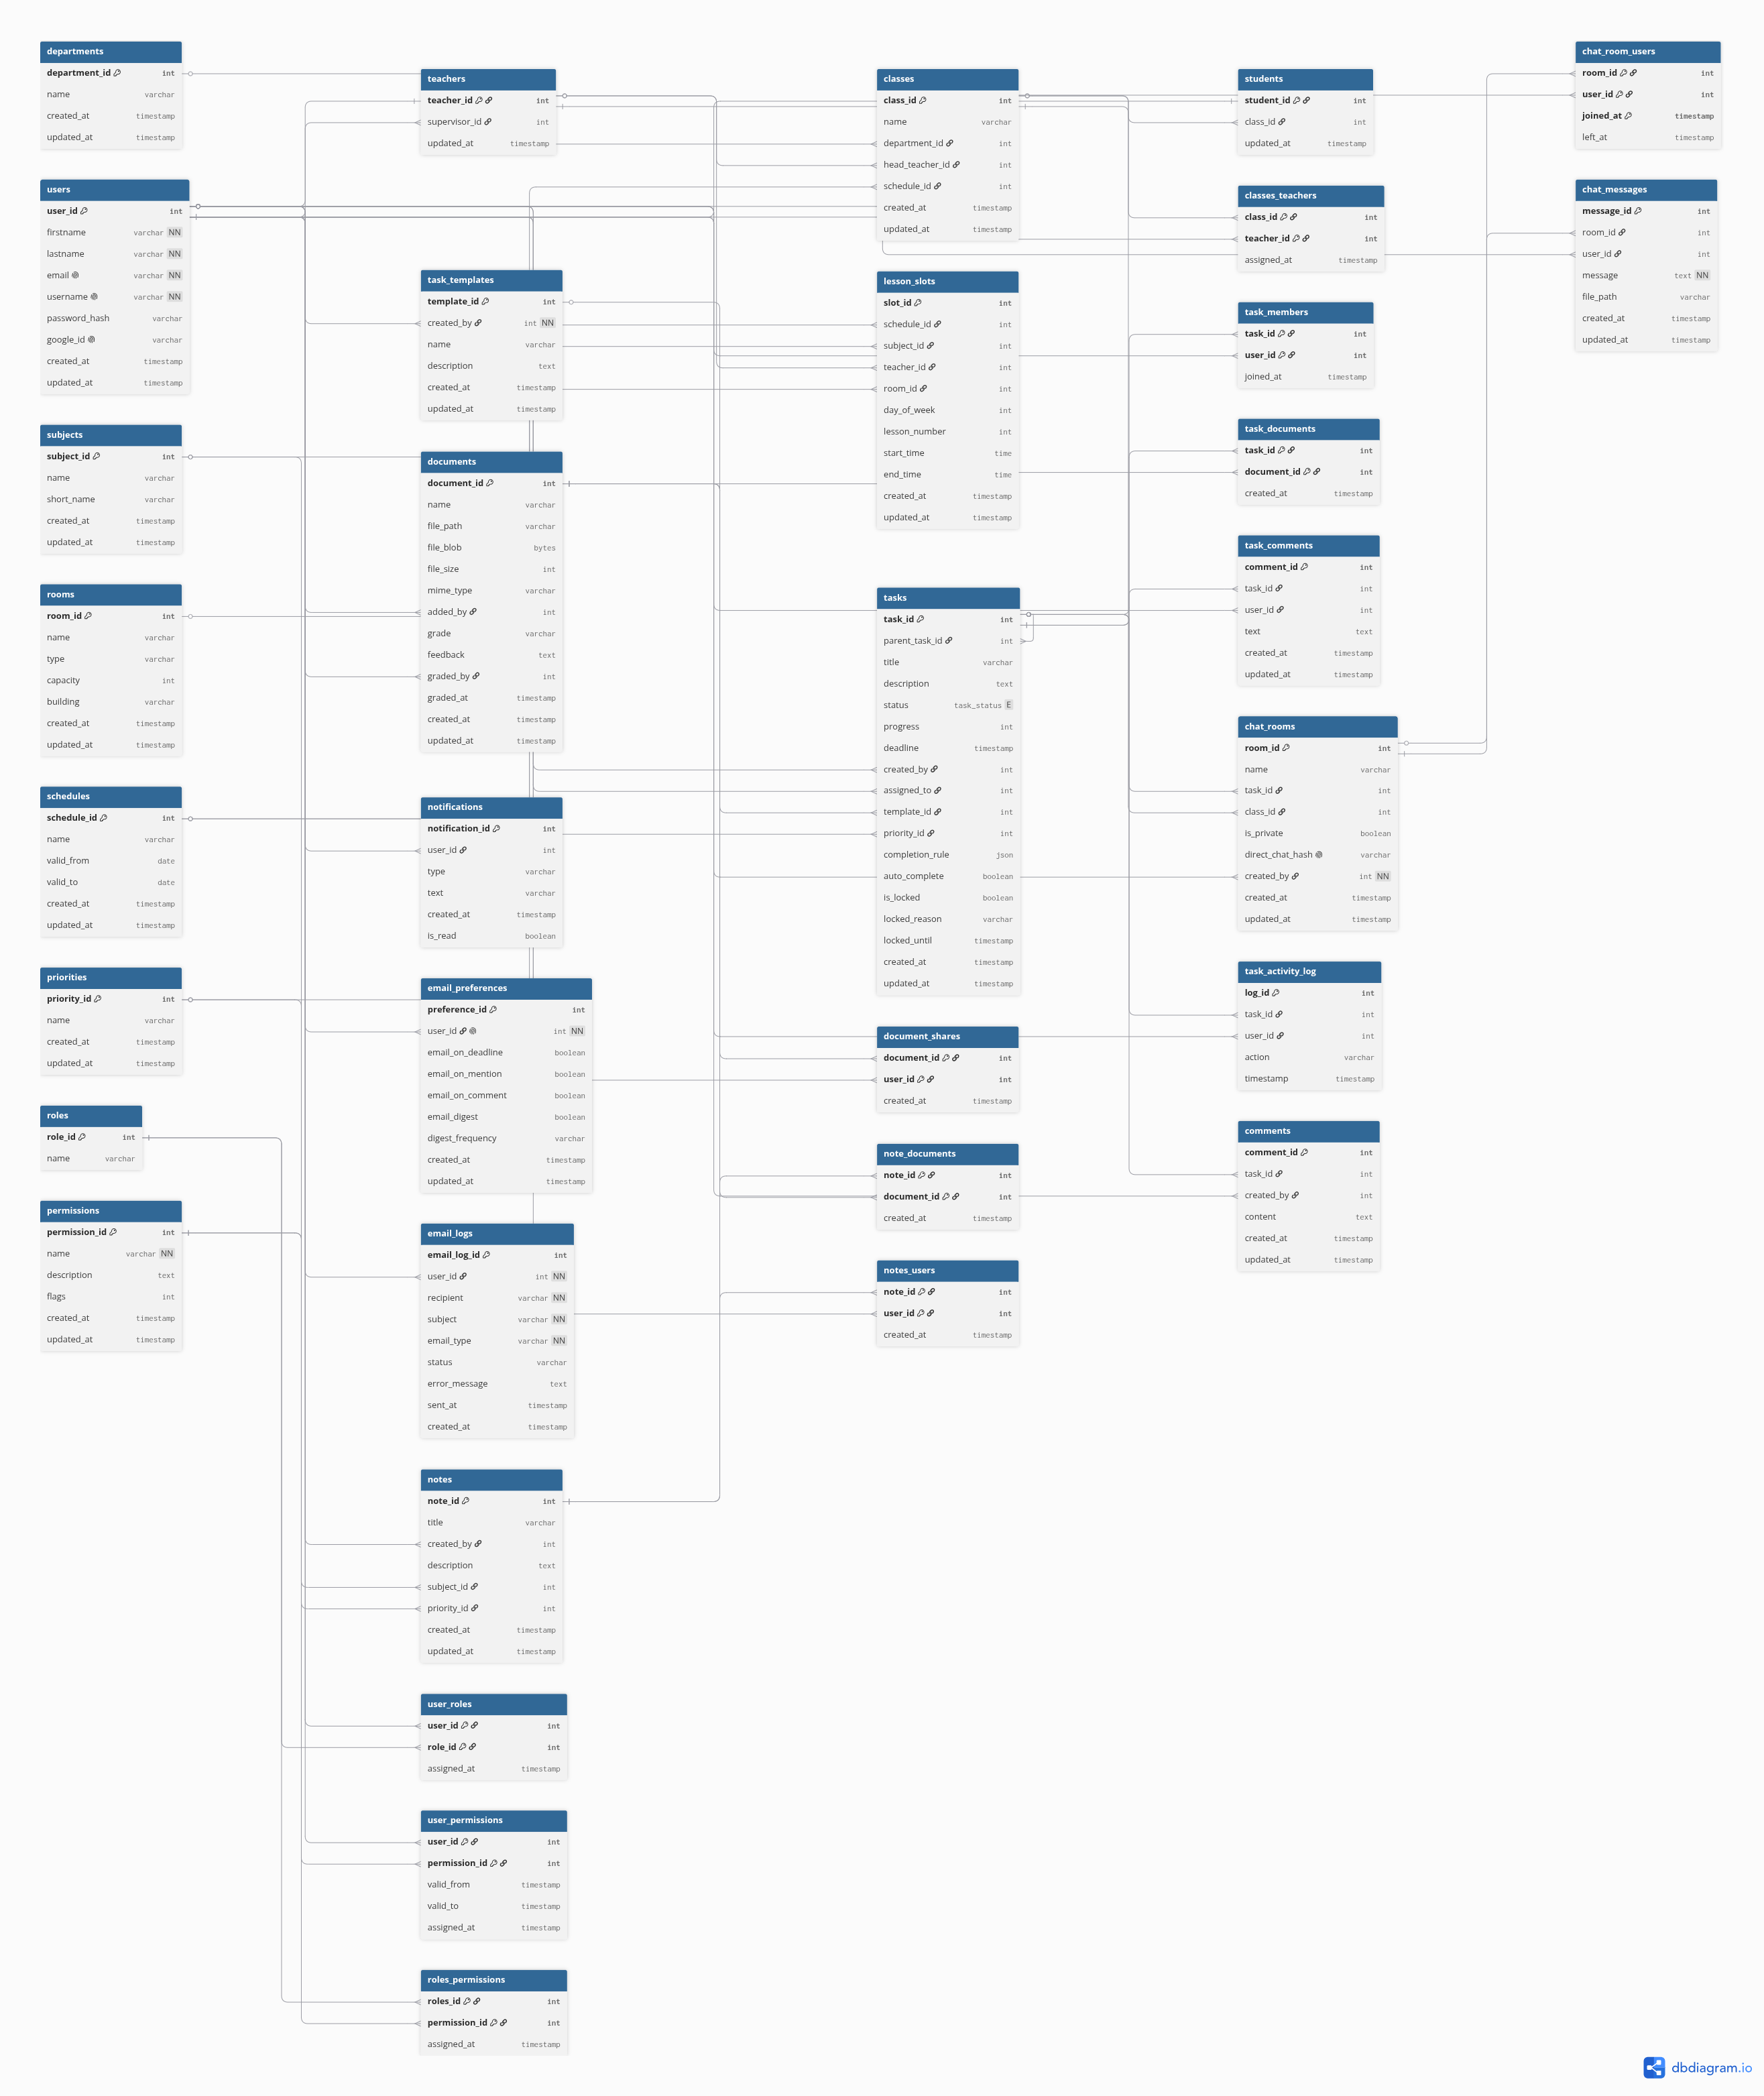 departments
department_id int
name varchar
created_at timestamp
updated_at timestamp
users
user_id int
firstname varchar NN
lastname varchar NN
email varchar NN
username varchar NN
password_hash varchar
google_id varchar
created_at timestamp
updated_at timestamp
subjects
subject_id int
name varchar
short_name varchar
created_at timestamp
updated_at timestamp
rooms
room_id int
name varchar
type varchar
capacity int
building varchar
created_at timestamp
updated_at timestamp
schedules
schedule_id int
name varchar
valid_from date
valid_to date
created_at timestamp
updated_at timestamp
priorities
priority_id int
name varchar
created_at timestamp
updated_at timestamp
roles
role_id int
name varchar
permissions
permission_id int
name varchar NN
description text
flags int
created_at timestamp
updated_at timestamp
teachers
teacher_id int
supervisor_id int
updated_at timestamp
task_templates
template_id int
created_by int NN
name varchar
description text
created_at timestamp
updated_at timestamp
documents
document_id int
name varchar
file_path varchar
file_blob bytes
file_size int
mime_type varchar
added_by int
grade varchar
feedback text
graded_by int
graded_at timestamp
created_at timestamp
updated_at timestamp
notifications
notification_id int
user_id int
type varchar
text varchar
created_at timestamp
is_read boolean
email_preferences
preference_id int
user_id int NN
email_on_deadline boolean
email_on_mention boolean
email_on_comment boolean
email_digest boolean
digest_frequency varchar
created_at timestamp
updated_at timestamp
email_logs
email_log_id int
user_id int NN
recipient varchar NN
subject varchar NN
email_type varchar NN
status varchar
error_message text
sent_at timestamp
created_at timestamp
notes
note_id int
title varchar
created_by int
description text
subject_id int
priority_id int
created_at timestamp
updated_at timestamp
user_roles
user_id int
role_id int
assigned_at timestamp
user_permissions
user_id int
permission_id int
valid_from timestamp
valid_to timestamp
assigned_at timestamp
roles_permissions
roles_id int
permission_id int
assigned_at timestamp
classes
class_id int
name varchar
department_id int
head_teacher_id int
schedule_id int
created_at timestamp
updated_at timestamp
lesson_slots
slot_id int
schedule_id int
subject_id int
teacher_id int
room_id int
day_of_week int
lesson_number int
start_time time
end_time time
created_at timestamp
updated_at timestamp
tasks
task_id int
parent_task_id int
title varchar
description text
status task_status E
progress int
deadline timestamp
created_by int
assigned_to int
template_id int
priority_id int
completion_rule json
auto_complete boolean
is_locked boolean
locked_reason varchar
locked_until timestamp
created_at timestamp
updated_at timestamp
document_shares
document_id int
user_id int
created_at timestamp
note_documents
note_id int
document_id int
created_at timestamp
notes_users
note_id int
user_id int
created_at timestamp
students
student_id int
class_id int
updated_at timestamp
classes_teachers
class_id int
teacher_id int
assigned_at timestamp
task_members
task_id int
user_id int
joined_at timestamp
task_documents
task_id int
document_id int
created_at timestamp
task_comments
comment_id int
task_id int
user_id int
text text
created_at timestamp
updated_at timestamp
chat_rooms
room_id int
name varchar
task_id int
class_id int
is_private boolean
direct_chat_hash varchar
created_by int NN
created_at timestamp
updated_at timestamp
task_activity_log
log_id int
task_id int
user_id int
action varchar
timestamp timestamp
comments
comment_id int
task_id int
created_by int
content text
created_at timestamp
updated_at timestamp
chat_room_users
room_id int
user_id int
joined_at timestamp
left_at timestamp
chat_messages
message_id int
room_id int
user_id int
message text NN
file_path varchar
created_at timestamp
updated_at timestamp
dbdiagram.io